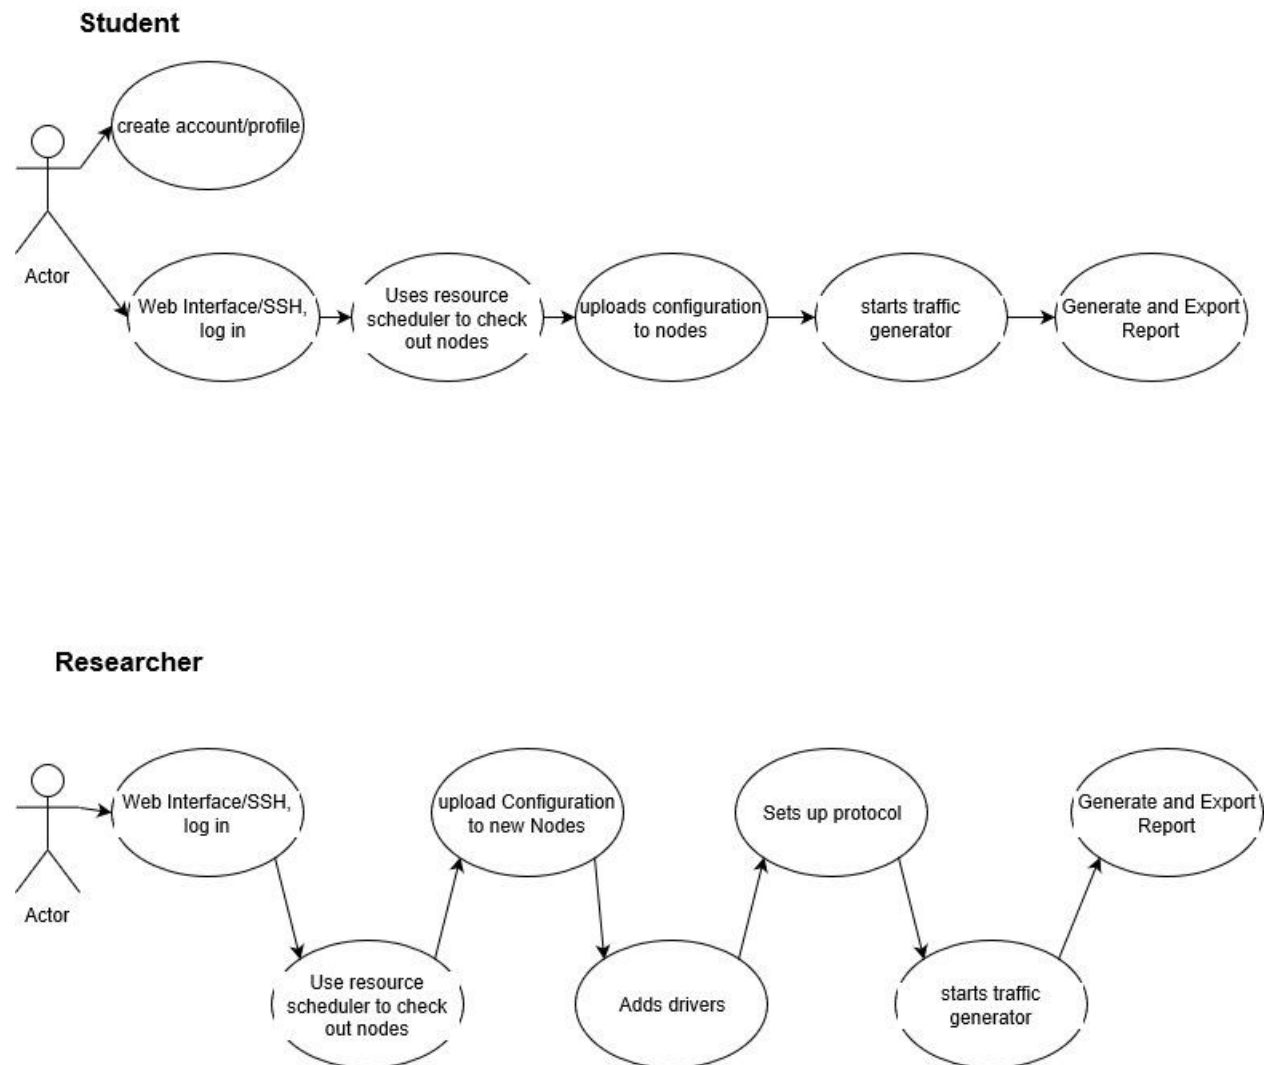 Student
create account/profile
Actor
Web Interface/SSH,
log in
Uses resource
scheduler to check
out nodes
uploads configuration
to nodes
starts traffic
generator
Generate and Export
Report
Researcher
Actor
Web Interface/SSH,
log in
Use resource
scheduler to check
out nodes
upload Configuration
to new Nodes
Adds drivers
Sets up protocol
starts traffic
generator
Generate and Export
Report